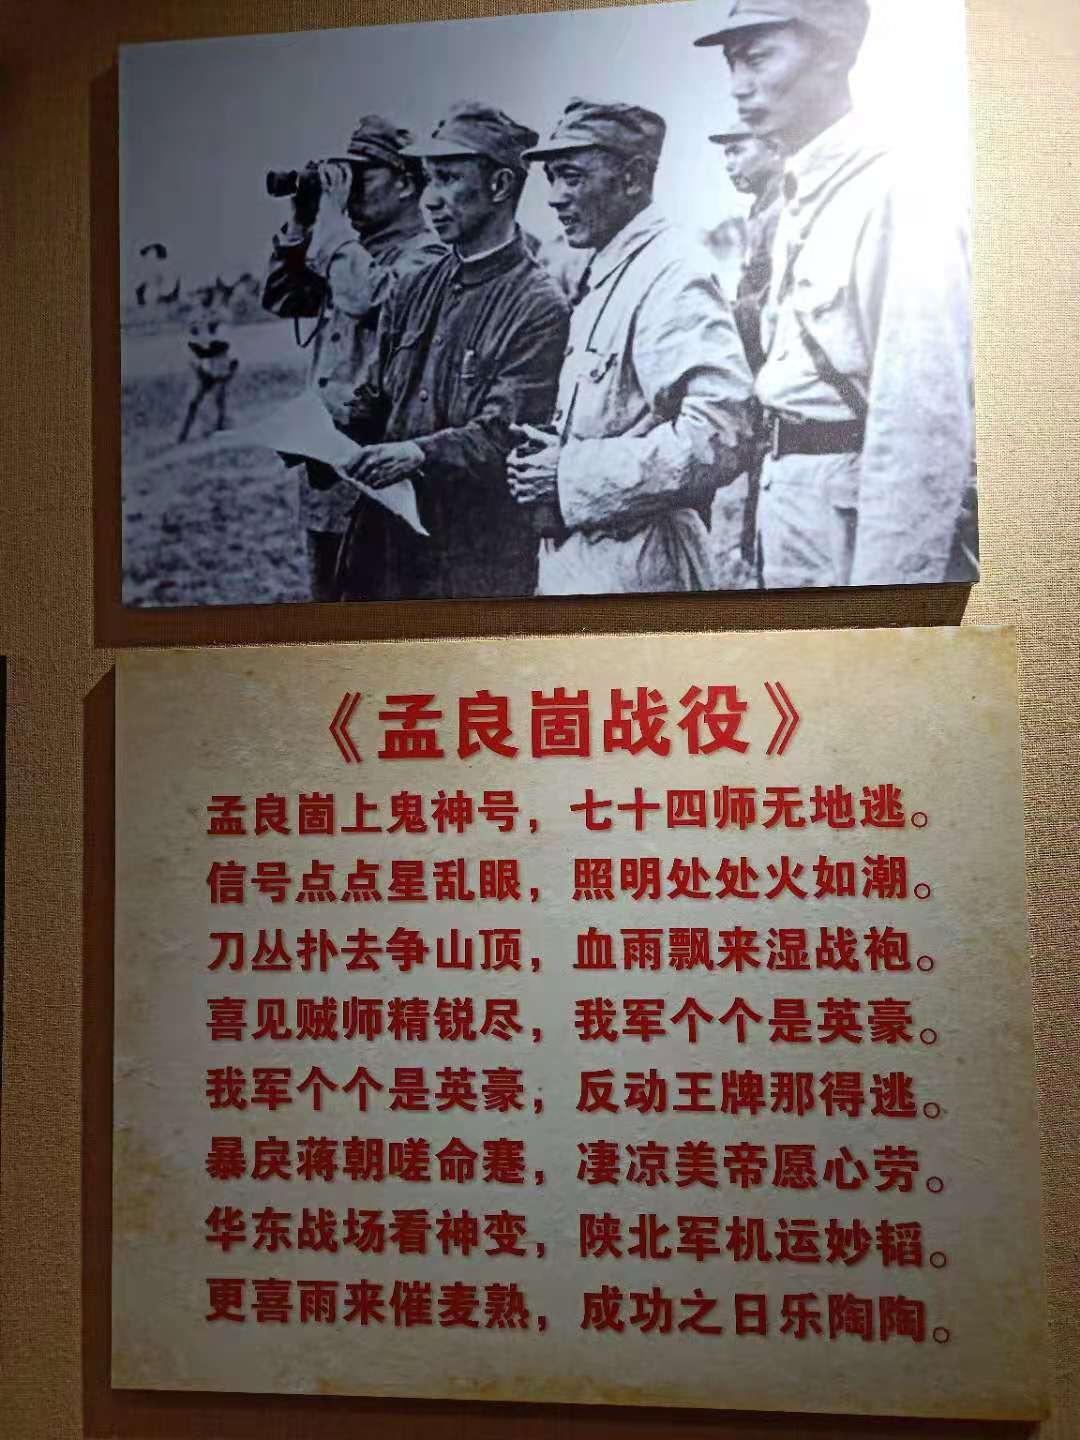 《孟良崮战役》
孟良崮上鬼神号，七十四师无地逃。
信号点点星乱眼，照明处处火如潮。
刀丛扑去争山顶，血雨飘来湿战袍。
喜见贼师精锐尽，我军个个是英豪。
我军个个是英豪，反动王牌那得逃。
暴戾蒋朝嗟命蹇，凄凉美帝愿心劳。
华东战场看神变，陕北军机运妙韬。
更喜雨来催麦熟，成功之日乐陶陶。